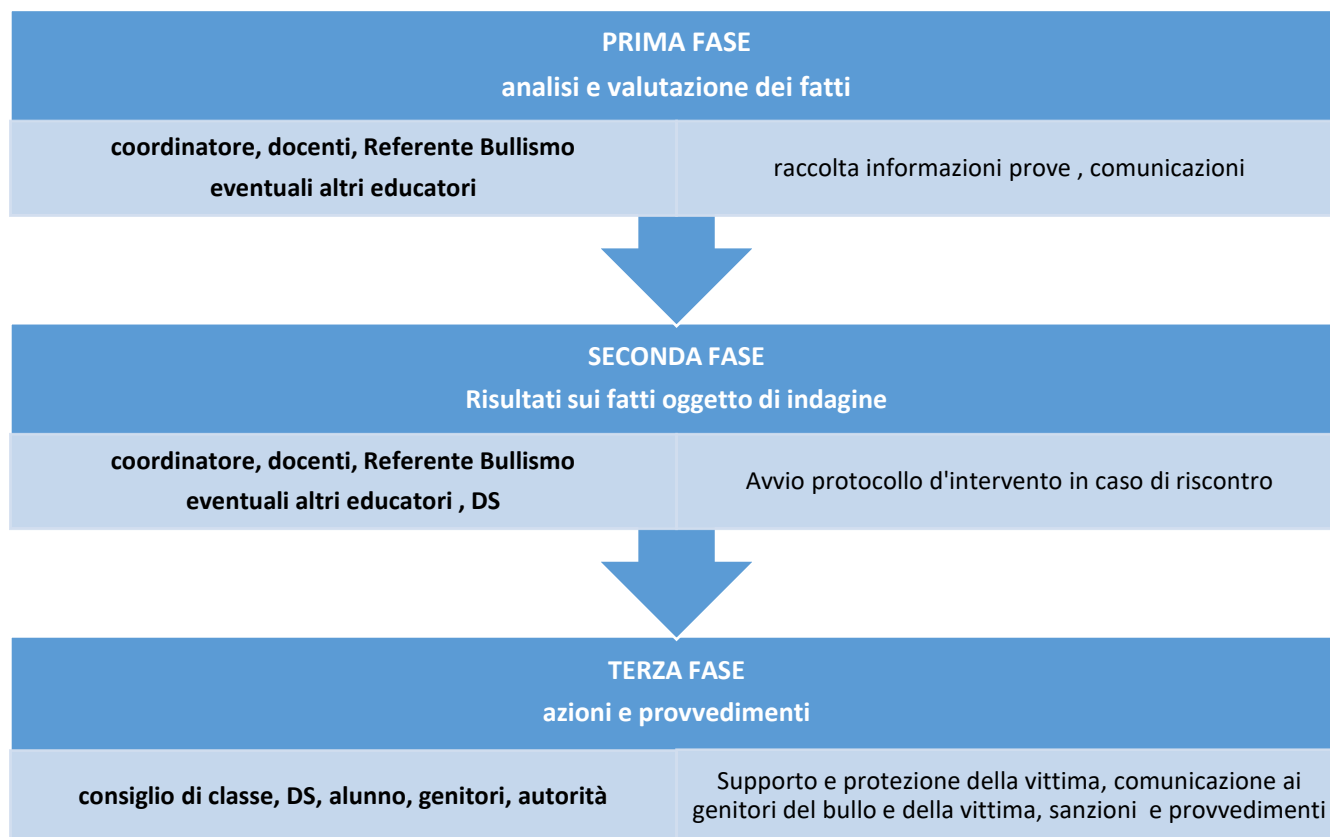 PRIMA FASE
analisi e valutazione dei fatti
coordinatore, docenti, Referente Bullismo
eventuali altri educatori
raccolta informazioni prove , comunicazioni
SECONDA FASE
Risultati sui fatti oggetto di indagine
coordinatore, docenti, Referente Bullismo
eventuali altri educatori , DS
Avvio protocollo d'intervento in caso di riscontro
TERZA FASE
azioni e provvedimenti
consiglio di classe, DS, alunno, genitori, autorità
Supporto e protezione della vittima, comunicazione ai
genitori del bullo e della vittima, sanzioni e provvedimenti